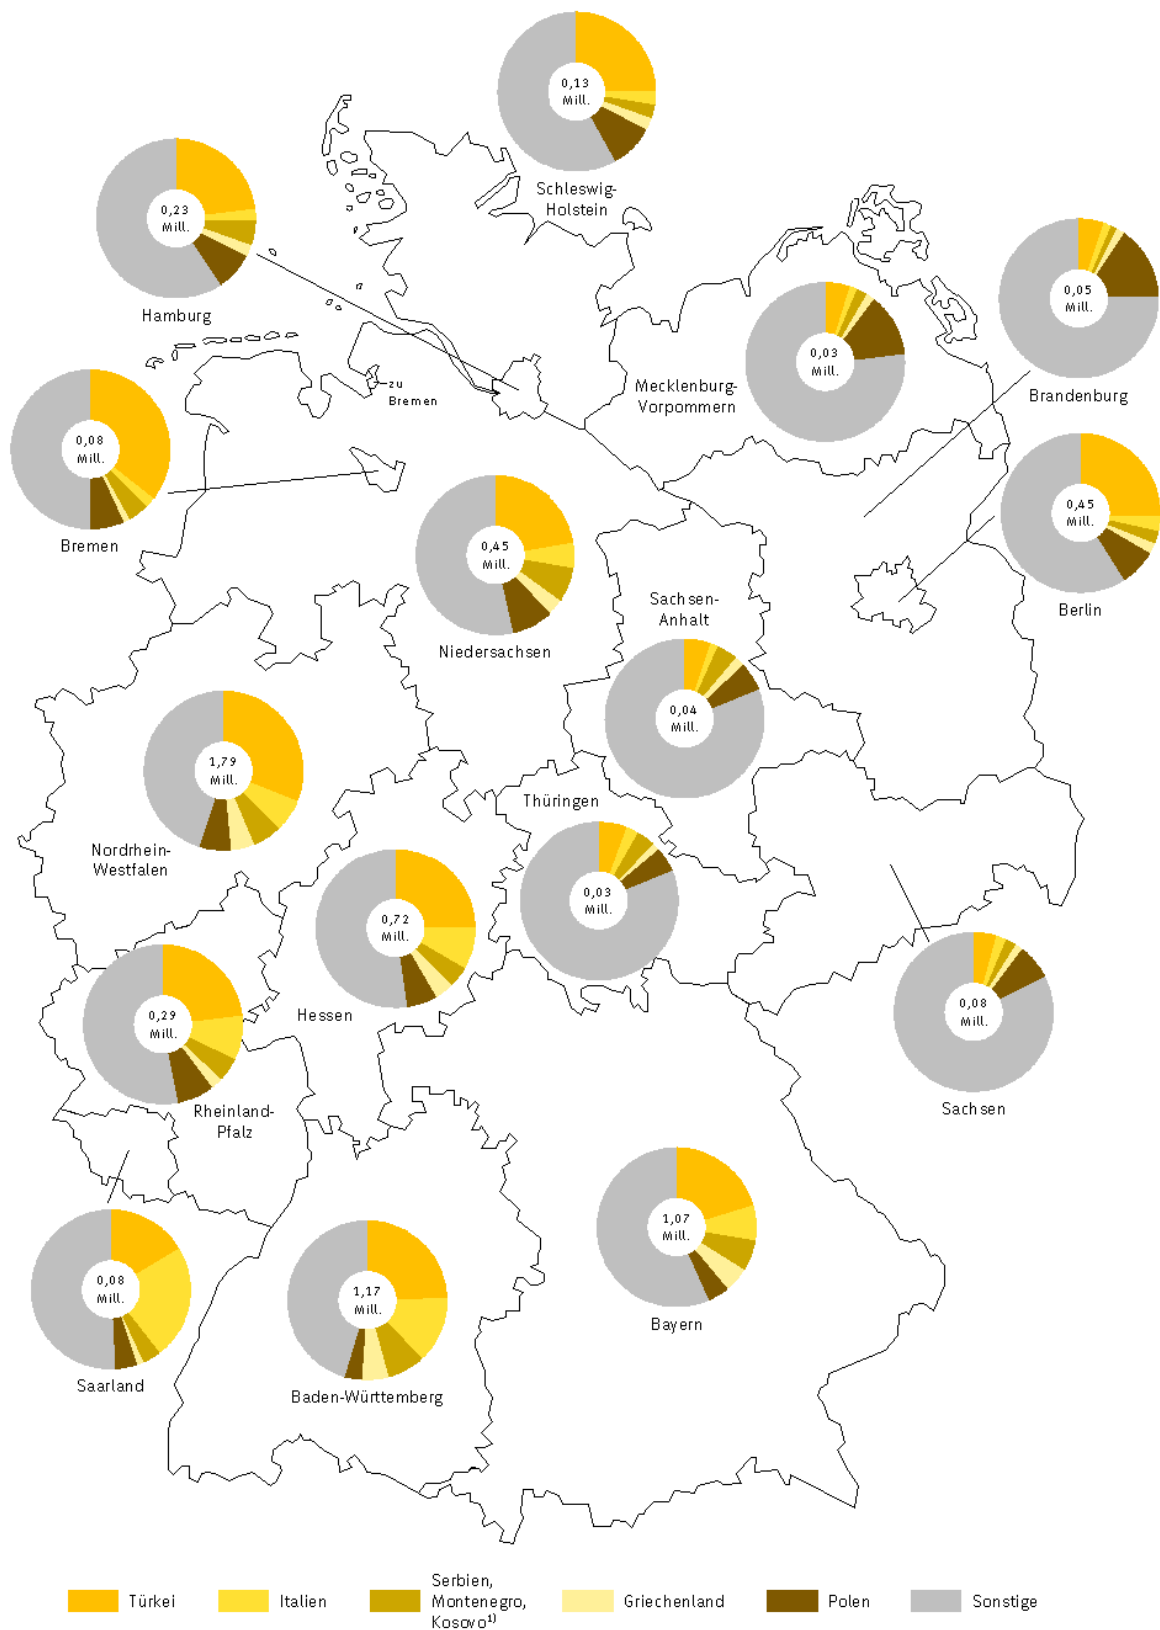 0,13
Mill.
Schleswig-
Holstein
0,23
Mill.
Hamburg
0,05
Mill.
Brandenburg
0,03
Mill.
Mecklenburg-
Vorpommern
zu
Bremen
0,08
Mill.
Bremen
0,45
Mill.
Niedersachsen
0,45
Mill.
Berlin
Sachsen-
Anhalt
0,04
Mill.
1,79
Mill.
Nordrhein-
Westfalen
Thüringen
0,03
Mill.
0,72
Mill.
Hessen
0,29
Mill.
Rheinland-
Pfalz
0,08
Mill.
Sachsen
0,08
Mill.
Saarland
1,17
Mill.
Baden-Württemberg
1,07
Mill.
Bayern
Türkei
Italien
Serbien,
Montenegro,
Kosovo¹⁾
Griechenland
Polen
Sonstige